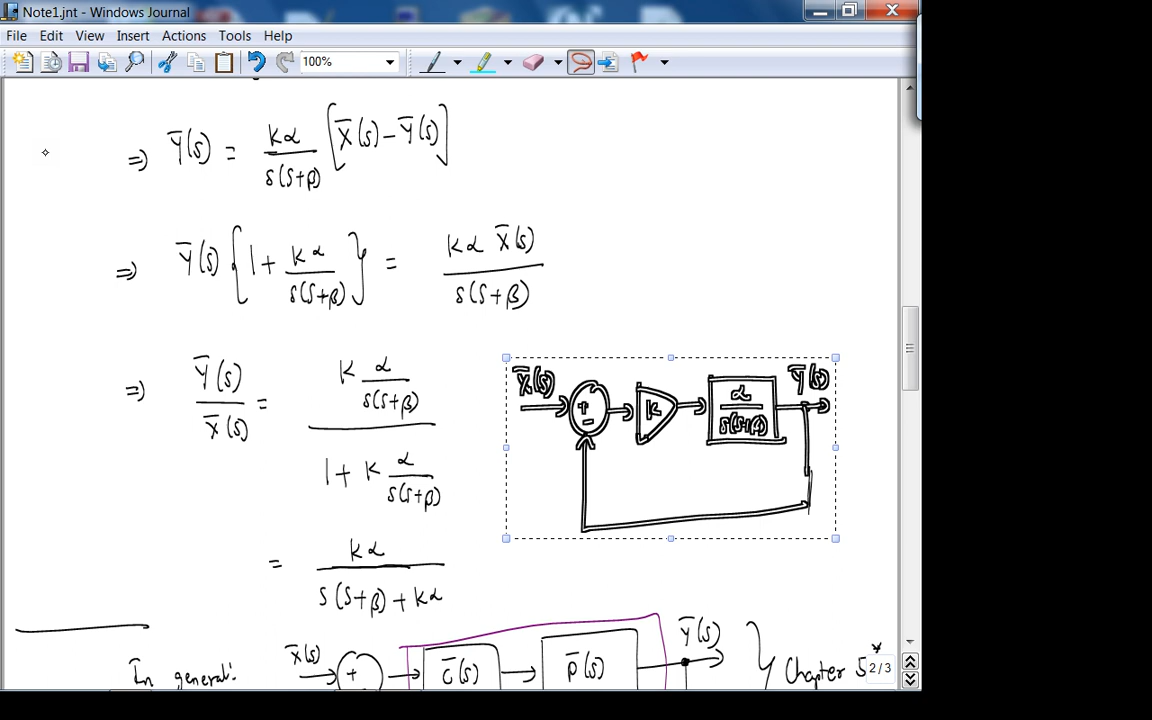 Note1.jnt - Windows Journal
File Edit View Insert Actions Tools Help
100%
⇒ Ȳ(s) = kα / s(s+β) [X̄(s) - Ȳ(s)]
⇒ Ȳ(s) {1 + kα / s(s+β)} = kα X̄(s) / s(s+β)
⇒ Ȳ(s) / X̄(s) = k α / s(s+β) / 1 + k α / s(s+β)
= kα / s(s+β) + kα
X̄(s) + - k α / s(s+β) Ȳ(s)
In general: X̄(s) + C̄(s) P̄(s) Ȳ(s) } Chapter 5*
2/3